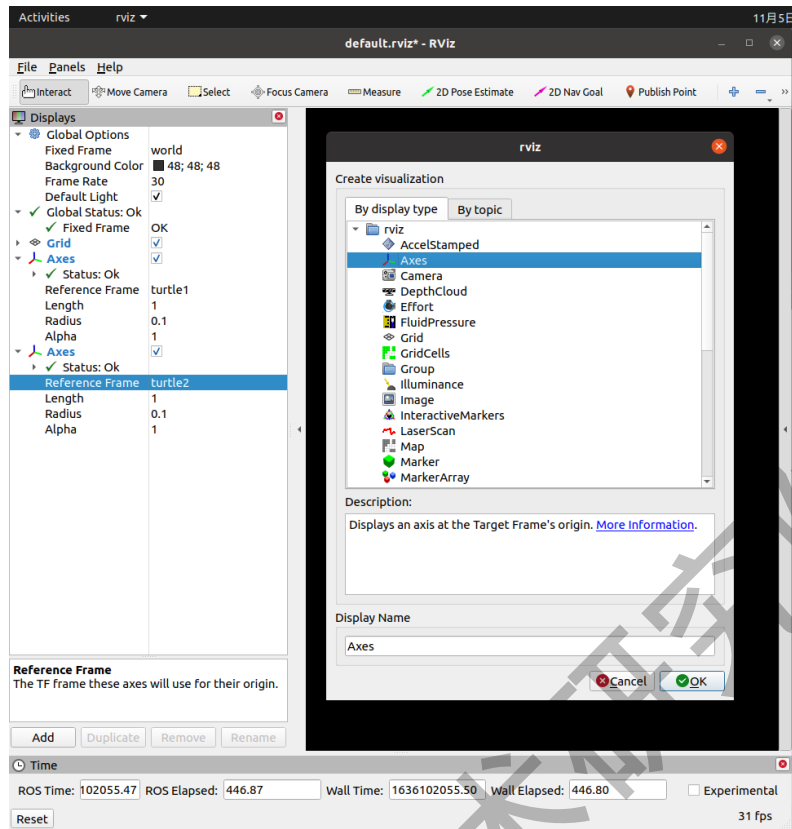 Activities rviz 11月5日
default.rviz* - RViz
File Panels Help
Interact Move Camera Select Focus Camera Measure 2D Pose Estimate 2D Nav Goal Publish Point
Displays
Global Options
Fixed Frame world
Background Color 48; 48; 48
Frame Rate 30
Default Light
Global Status: Ok
Fixed Frame OK
Grid
Axes
Status: Ok
Reference Frame turtle1
Length 1
Radius 0.1
Alpha 1
Axes
Status: Ok
Reference Frame turtle2
Length 1
Radius 0.1
Alpha 1
Reference Frame
The TF frame these axes will use for their origin.
Add Duplicate Remove Rename
rviz
Create visualization
By display type By topic
rviz
AccelStamped
Axes
Camera
DepthCloud
Effort
FluidPressure
Grid
GridCells
Group
Illuminance
Image
InteractiveMarkers
LaserScan
Map
Marker
MarkerArray
Description:
Displays an axis at the Target Frame's origin. More Information.
Display Name
Axes
Cancel OK
Time
ROS Time: 102055.47 ROS Elapsed: 446.87 Wall Time: 1636102055.50 Wall Elapsed: 446.80 Experimental
Reset 31 fps
术研究